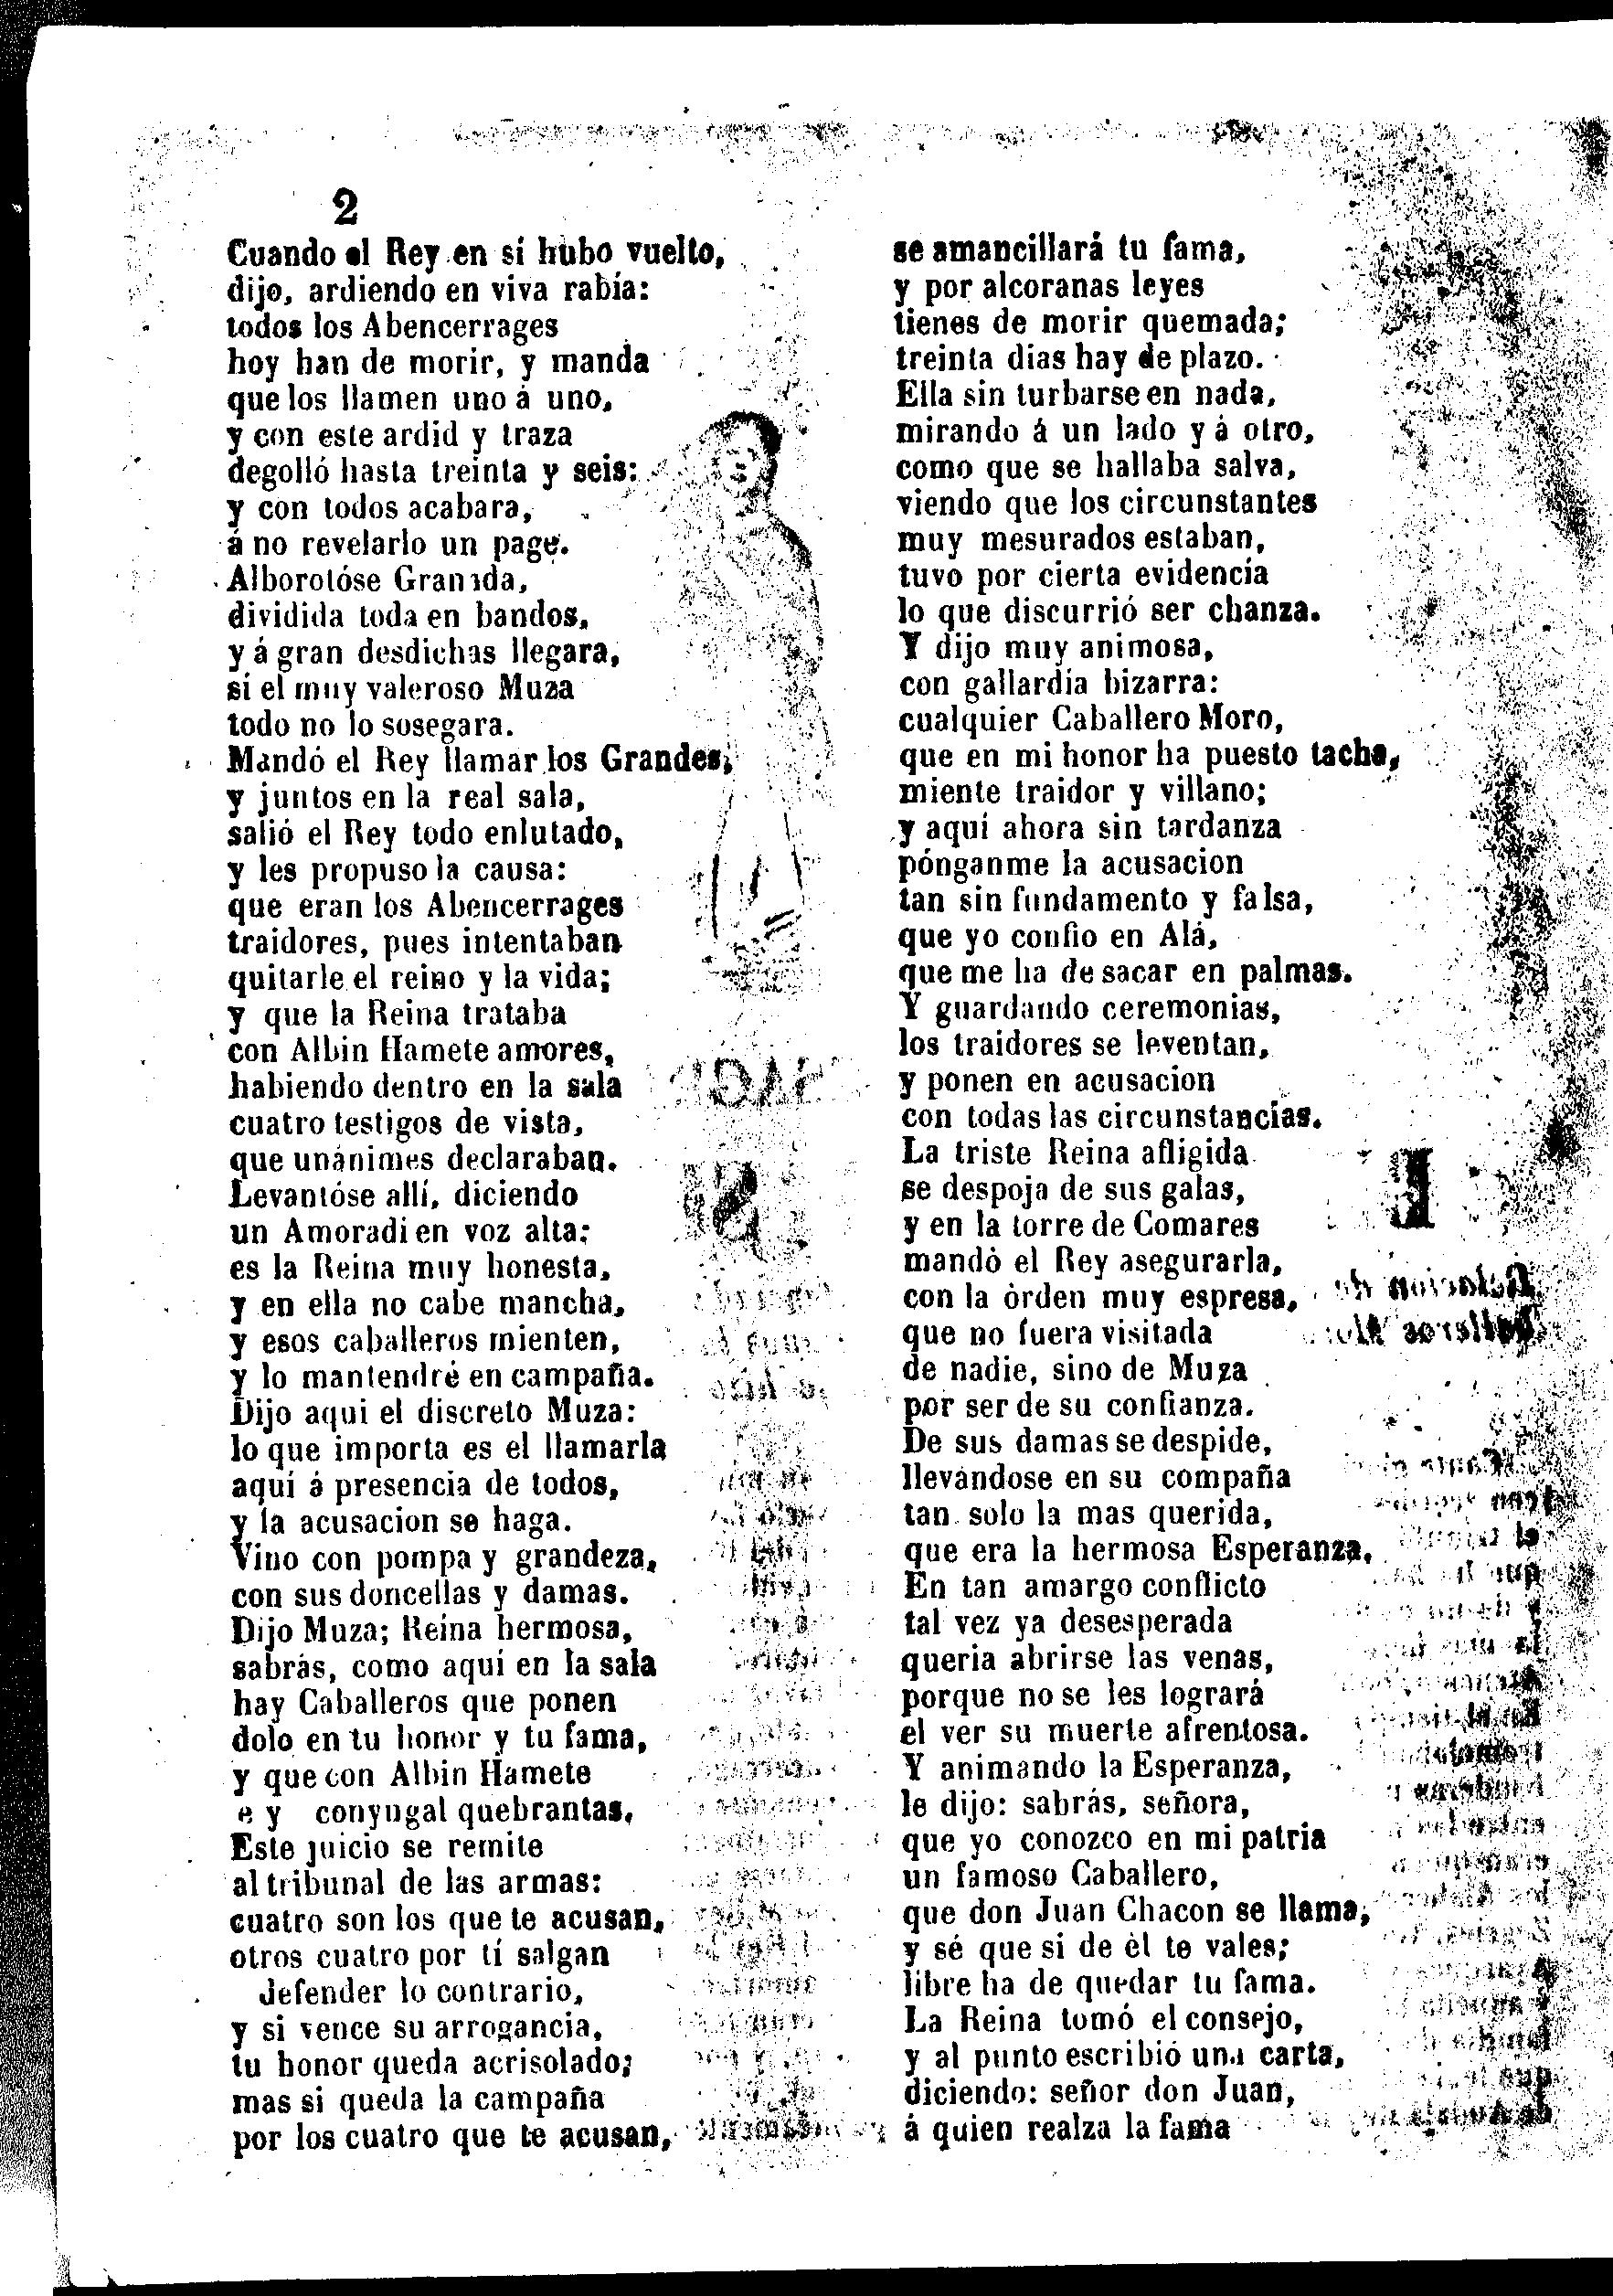 2
Cuando el Rey en sí hubo vuelto,
dijo, ardiendo en viva rabia:
todos los Abencerrages
hoy han de morir, y manda
que los llamen uno á uno,
y con este ardid y traza
degolló hasta treinta y seis:
y con todos acabara,
á no revelarlo un page.
Alborotóse Granada,
dividida toda en bandos,
y á gran desdichas llegara,
si el muy valeroso Muza
todo no lo sosegara.
Mandó el Rey llamar los Grandes;
y juntos en la real sala,
salió el Rey todo enlutado,
y les propuso la causa:
que eran los Abencerrages
traidores, pues intentaban
quitarle el reino y la vida;
y que la Reina trataba
con Albin Hamete amores,
habiendo dentro en la sala
cuatro testigos de vista,
que unánimes declaraban.
Levantóse allí, diciendo
un Amoradi en voz alta:
es la Reina muy honesta,
y en ella no cabe mancha,
y esos caballeros mienten,
y lo mantendré en campaña.
Dijo aqui el discreto Muza:
lo que importa es el llamarla
aquí á presencia de todos,
y la acusacion se haga.
Vino con pompa y grandeza,
con sus doncellas y damas.
Dijo Muza; Reina hermosa,
sabrás, como aquí en la sala
hay Caballeros que ponen
dolo en tu honor y tu fama,
y que con Albin Hamete
e y conyugal quebrantas,
Este juicio se remite
al tribunal de las armas:
cuatro son los que te acusan,
otros cuatro por tí salgan
defender lo contrario,
y si vence su arrogancia,
tu honor queda acrisolado;
mas si queda la campaña
por los cuatro que te acusan,
se amancillará tu fama,
y por alcoranas leyes
tienes de morir quemada;
treinta dias hay de plazo.
Ella sin turbarse en nada,
mirando á un lado y á otro,
como que se hallaba salva,
viendo que los circunstantes
muy mesurados estaban,
tuvo por cierta evidencia
lo que discurrió ser chanza.
Y dijo muy animosa,
con gallardía bizarra:
cualquier Caballero Moro,
que en mi honor ha puesto tacha,
miente traidor y villano;
y aquí ahora sin tardanza
pónganme la acusacion
tan sin fundamento y falsa,
que yo confio en Alá,
que me ha de sacar en palmas.
Y guardando ceremonias,
los traidores se leventan,
y ponen en acusacion
con todas las circunstancias.
La triste Reina afligida
se despoja de sus galas,
y en la torre de Comares
mandó el Rey asegurarla,
con la órden muy espresa,
que no fuera visitada
de nadie, sino de Muza
por ser de su confianza.
De sus damas se despide,
llevándose en su compaña
tan solo la mas querida,
que era la hermosa Esperanza,
En tan amargo conflicto
tal vez ya desesperada
queria abrirse las venas,
porque no se les logrará
el ver su muerte afrentosa.
Y animando la Esperanza,
le dijo: sabrás, señora,
que yo conozco en mi patria
un famoso Caballero,
que don Juan Chacon se llama;
y sé que si de él te vales;
libre ha de quedar tu fama.
La Reina tomó el consejo,
y al punto escribió una carta,
diciendo: señor don Juan,
á quien realza la fama